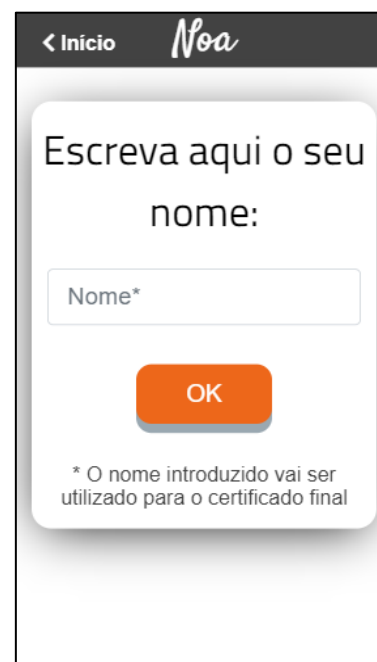 < Início
Noa
Escreva aqui o seu
nome:
Nome*
OK
* O nome introduzido vai ser
utilizado para o certificado final